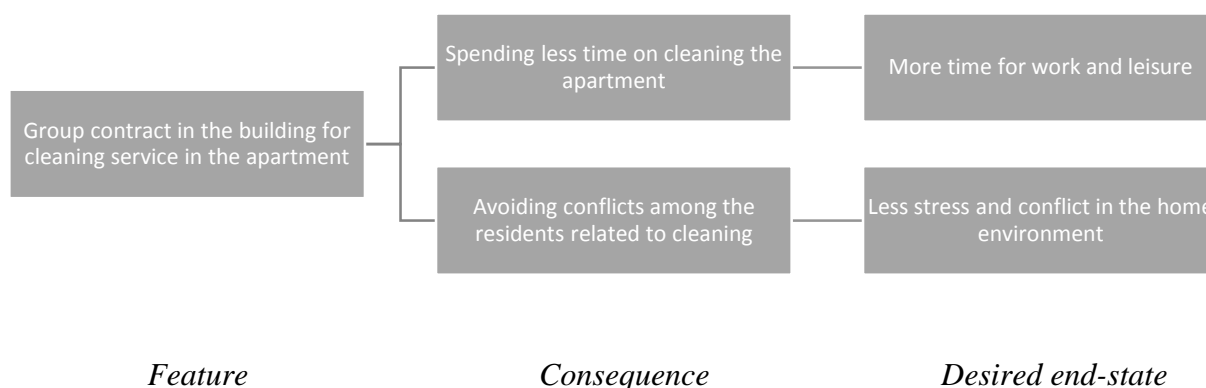 Spending less time on cleaning the
apartment
More time for work and leisure
Group contract in the building for
cleaning service in the apartment
Avoiding conflicts among the
residents related to cleaning
Less stress and conflict in the home
environment
Feature
Consequence
Desired end-state